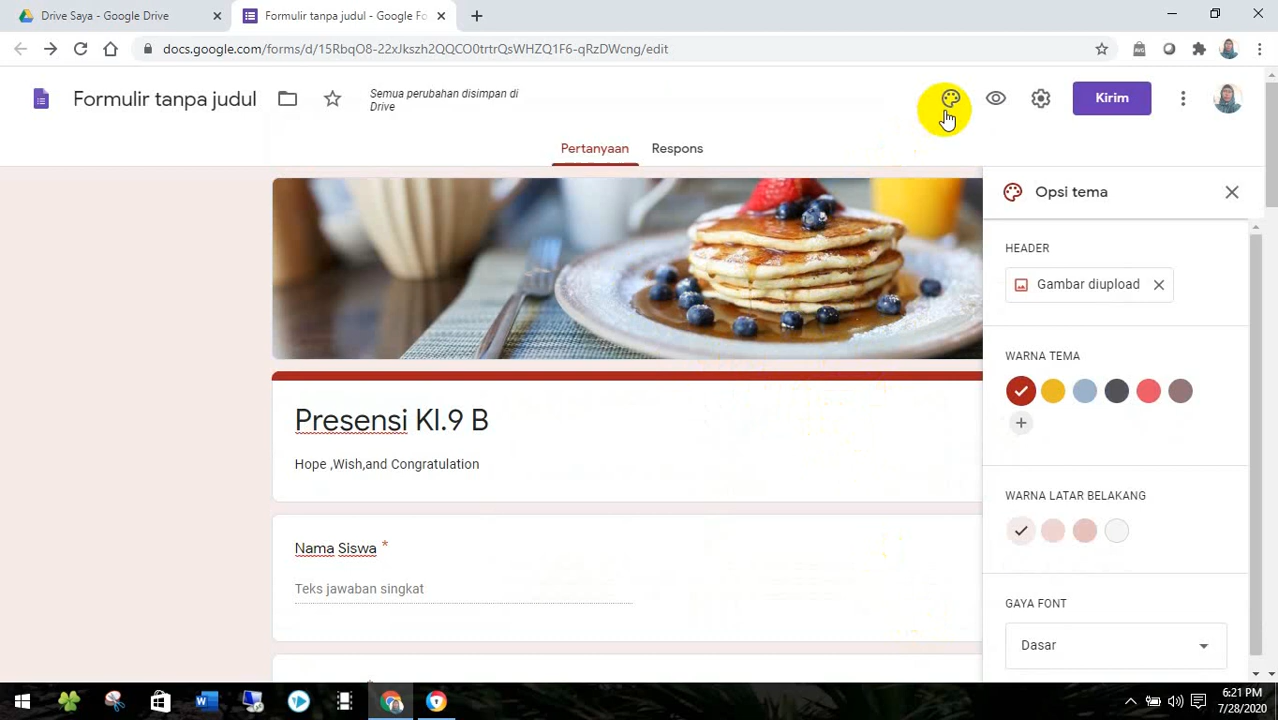 Drive Saya - Google Drive
Formulir tanpa judul - Google Fo
docs.google.com/forms/d/15RbqO8-22xJkszh2QQCO0trtrQsWHZQ1F6-qRzDWcng/edit
AVG
Formulir tanpa judul
Semua perubahan disimpan di
Drive
Kirim
Pertanyaan
Respons
Opsi tema
HEADER
Gambar diupload
WARNA TEMA
Presensi Kl.9 B
Hope ,Wish,and Congratulation
WARNA LATAR BELAKANG
Nama Siswa *
Teks jawaban singkat
GAYA FONT
Dasar
6:21 PM
7/28/2020